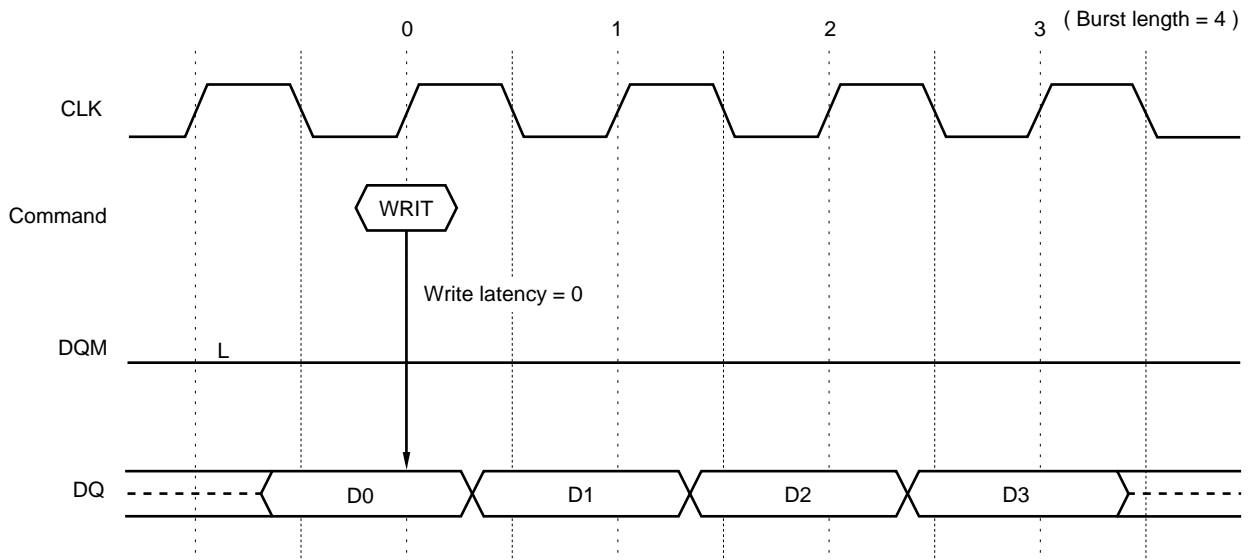 0 1 2 3 ( Burst length = 4 )
CLK
WRIT
Command
Write latency = 0
DQM L
DQ D0 D1 D2 D3